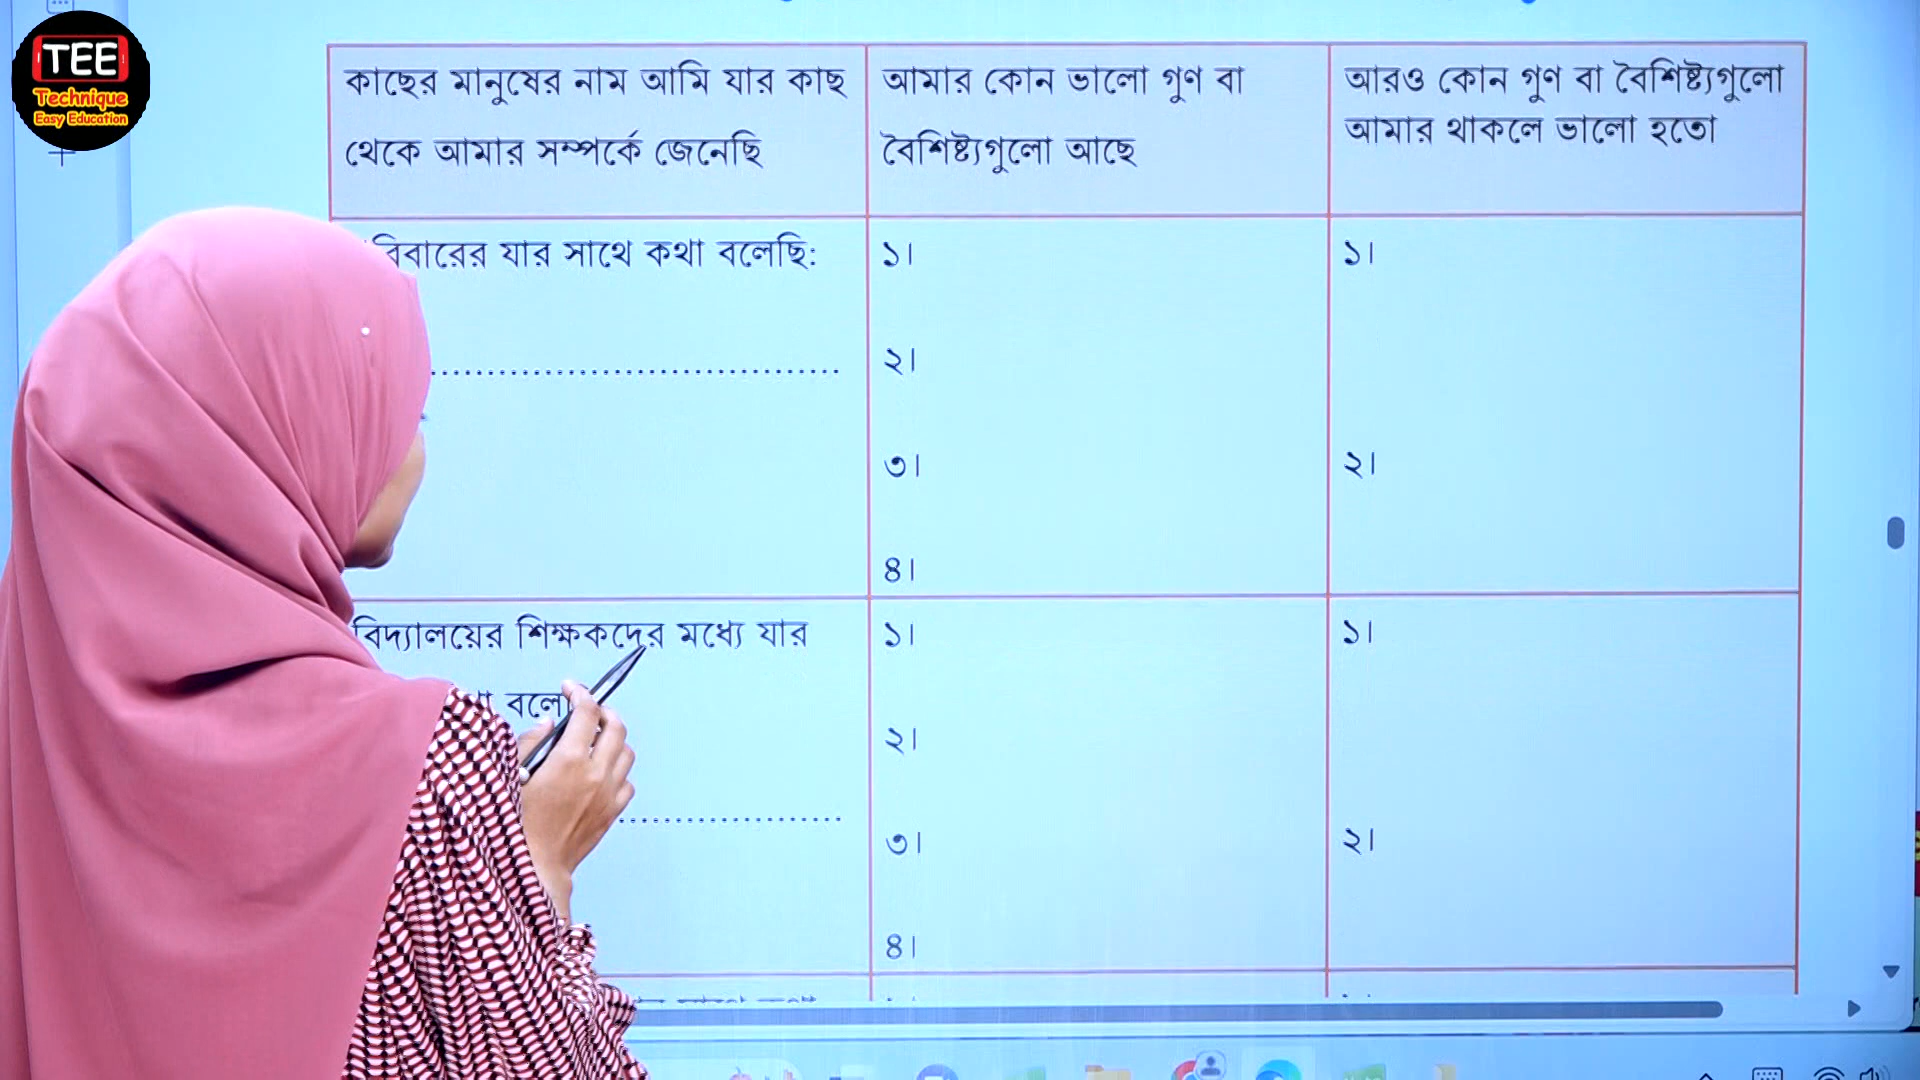 TEE
Technique
Easy Education
কাছের মানুষের নাম আমি যার কাছ
থেকে আমার সম্পর্কে জেনেছি
আমার কোন ভালো গুণ বা
বৈশিষ্ট্যগুলো আছে
আরও কোন গুণ বা বৈশিষ্ট্যগুলো
আমার থাকলে ভালো হতো
যার সাথে কথা বলেছি:
১।
২।
৩।
৪।
১।
২।
বিদ্যালয়ের শিক্ষকদের মধ্যে যার
১।
২।
৩।
৪।
১।
২।